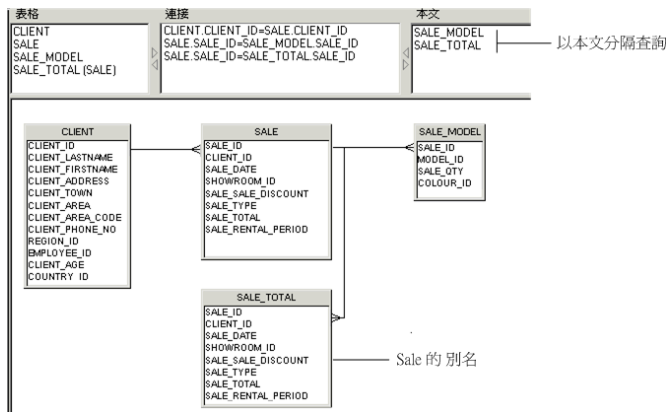 表格
CLIENT
SALE
SALE_MODEL
SALE_TOTAL (SALE)
連接
CLIENT.CLIENT_ID=SALE.CLIENT_ID
SALE.SALE_ID=SALE_MODEL.SALE_ID
SALE.SALE_ID=SALE_TOTAL.SALE_ID
本文
SALE_MODEL
SALE_TOTAL
以本文分隔查詢
CLIENT
CLIENT_ID
CLIENT_LASTNAME
CLIENT_FIRSTNAME
CLIENT_ADDRESS
CLIENT_TOWN
CLIENT_AREA
CLIENT_AREA_CODE
CLIENT_PHONE_NO
REGION_ID
EMPLOYEE_ID
CLIENT_AGE
COUNTRY_ID
SALE
SALE_ID
CLIENT_ID
SALE_DATE
SHOWROOM_ID
SALE_SALE_DISCOUNT
SALE_TYPE
SALE_TOTAL
SALE_RENTAL_PERIOD
SALE_MODEL
SALE_ID
MODEL_ID
SALE_QTY
COLOUR_ID
SALE_TOTAL
SALE_ID
CLIENT_ID
SALE_DATE
SHOWROOM_ID
SALE_SALE_DISCOUNT
SALE_TYPE
SALE_TOTAL
SALE_RENTAL_PERIOD
Sale 的 別名